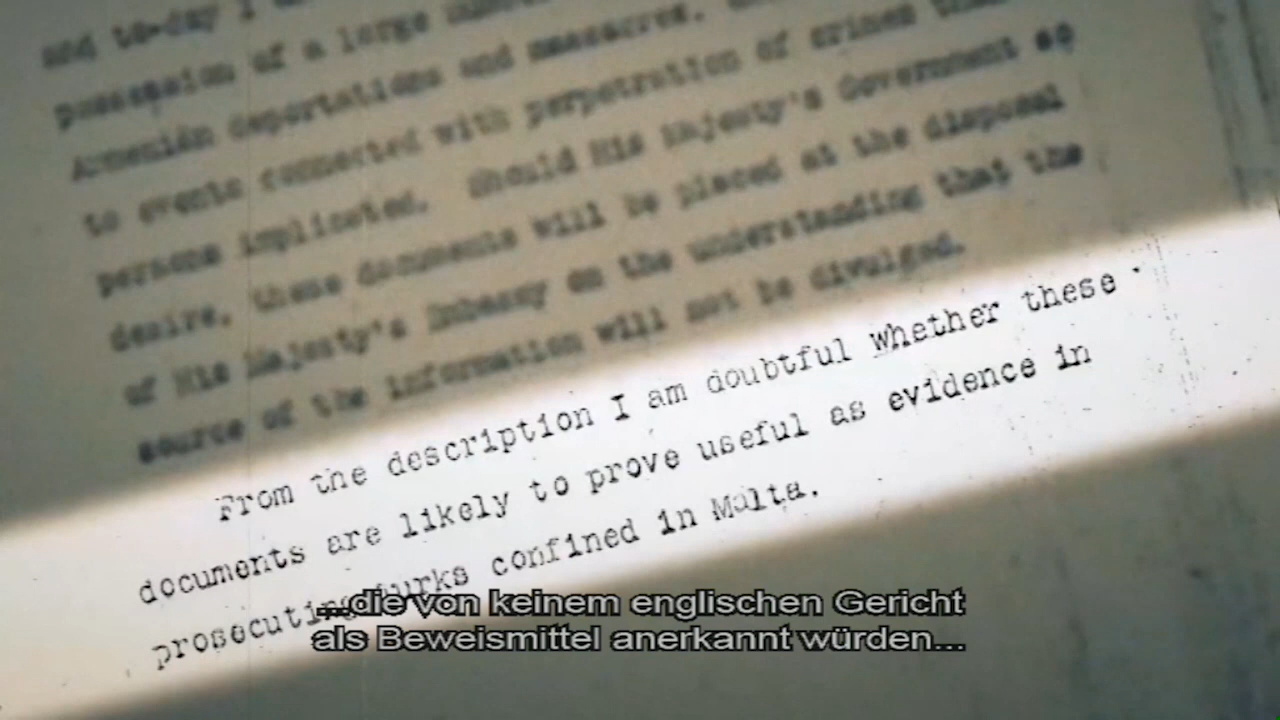 and to-day I
possession of a large
Armenian deportations and massacres.
to events connected with perpetration of crimes
persons implicated. Should His Majesty's Government so
desire, these documents will be placed at the disposal
of His Majesty's Embassy on the understanding that the
source of the information will not be divulged.
From the description I am doubtful whether these
documents are likely to prove useful as evidence in
prosecuting Turks confined in Malta.
...die von keinem englischen Gericht
als Beweismittel anerkannt würden...